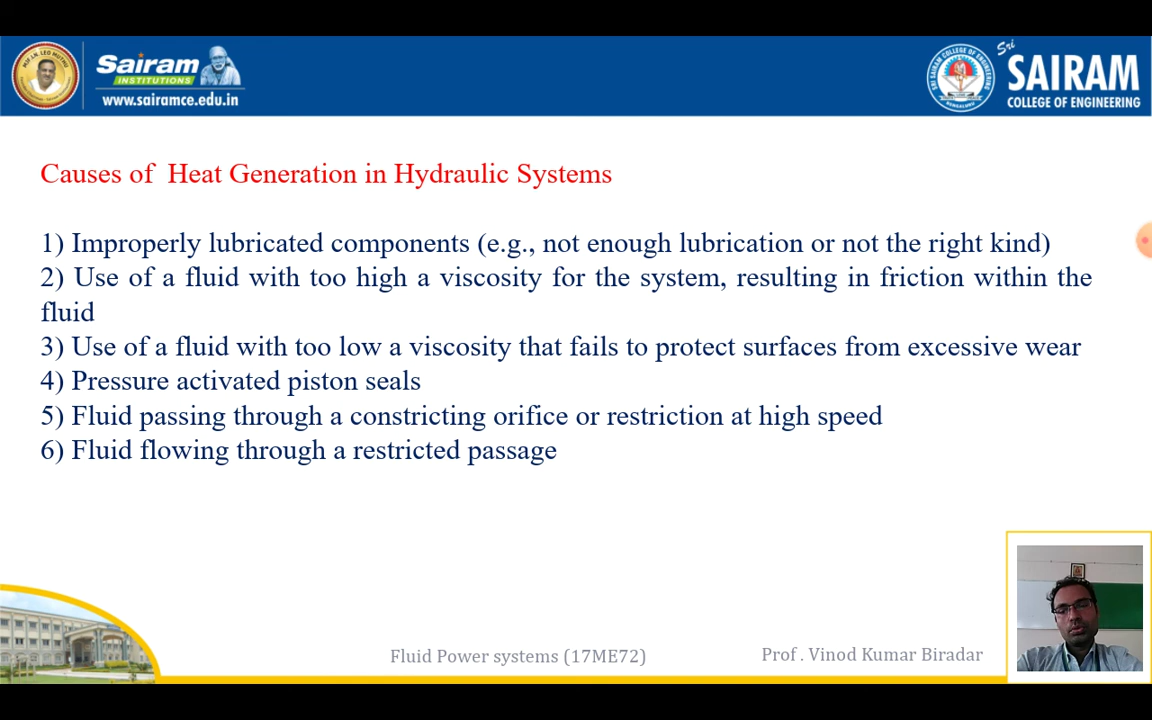 Sairam
INSTITUTIONS
www.sairamce.edu.in
Sri
SAIRAM
COLLEGE OF ENGINEERING
Causes of Heat Generation in Hydraulic Systems
1) Improperly lubricated components (e.g., not enough lubrication or not the right kind)
2) Use of a fluid with too high a viscosity for the system, resulting in friction within the
fluid
3) Use of a fluid with too low a viscosity that fails to protect surfaces from excessive wear
4) Pressure activated piston seals
5) Fluid passing through a constricting orifice or restriction at high speed
6) Fluid flowing through a restricted passage
Fluid Power systems (17ME72)
Prof . Vinod Kumar Biradar